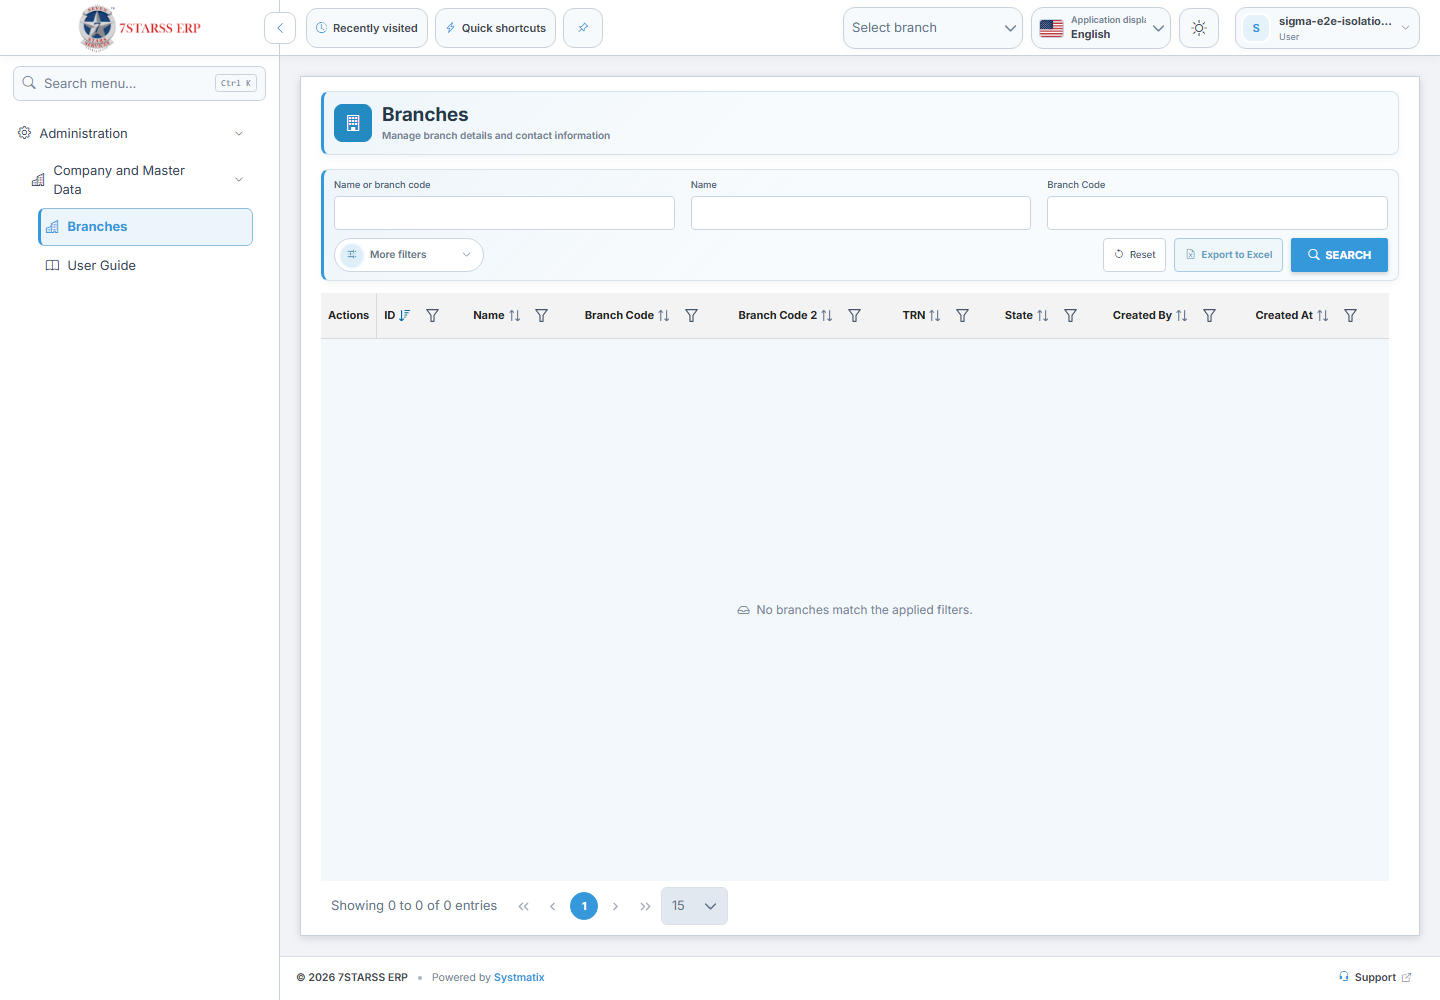 7STARSS ERP
Recently visited
Quick shortcuts
Select branch
Application displa
English
S
sigma-e2e-isolatio...
User
Search menu...
Ctrl K
Administration
Company and Master
Data
Branches
User Guide
Branches
Manage branch details and contact information
Name or branch code
Name
Branch Code
More filters
Reset
Export to Excel
SEARCH
Actions
ID
Name
Branch Code
Branch Code 2
TRN
State
Created By
Created At
No branches match the applied filters.
Showing 0 to 0 of 0 entries
1
15
© 2026 7STARSS ERP
Powered by Systmatix
Support